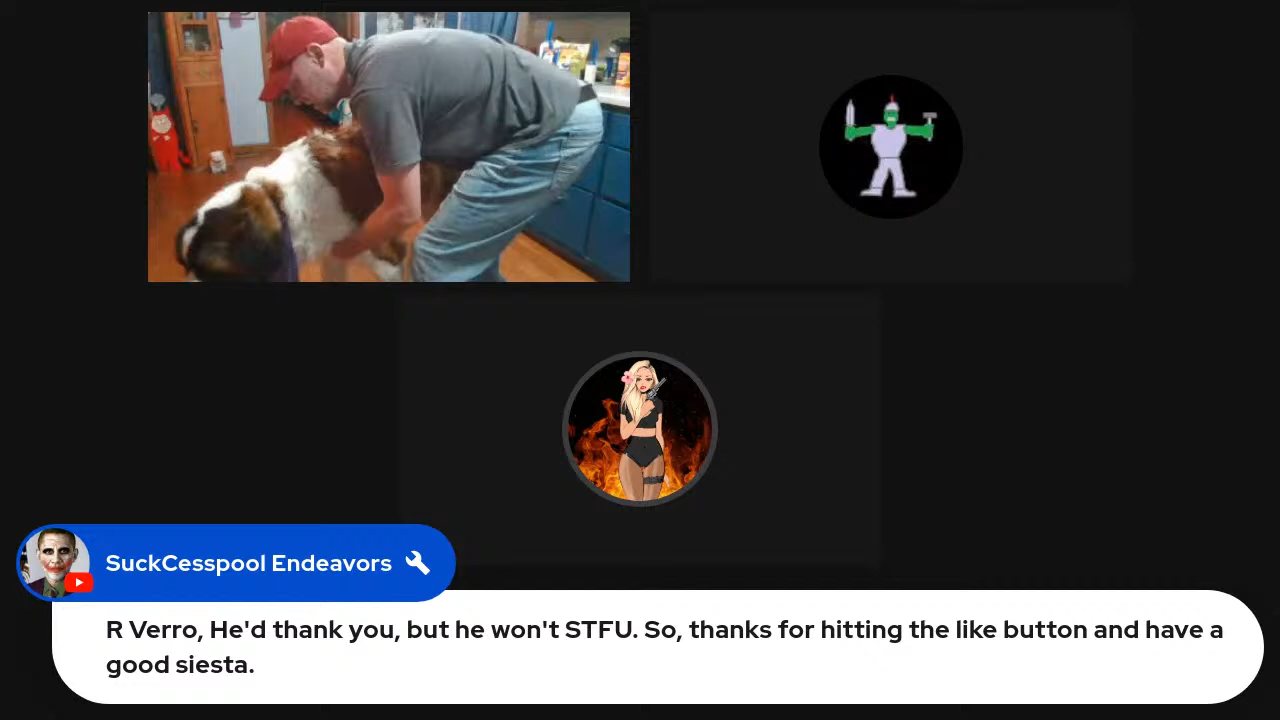 SuckCesspool Endeavors
R Verro, He'd thank you, but he won't STFU. So, thanks for hitting the like button and have a
good siesta.